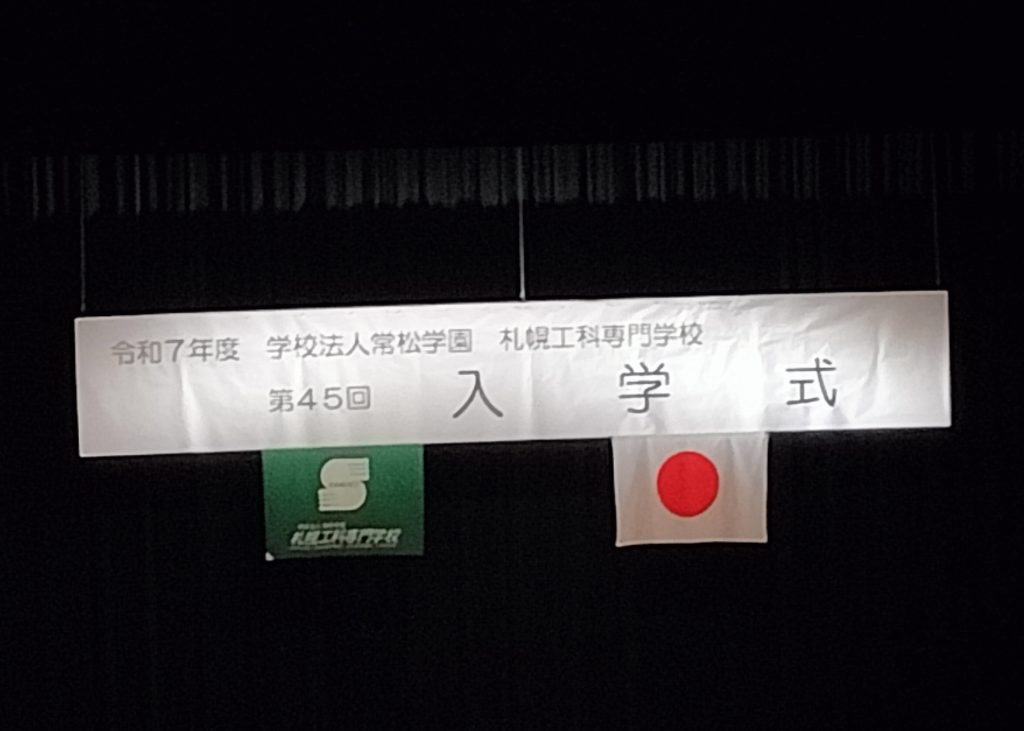 令和7年度 学校法人常松学園 札幌工科専門学校
第45回 入学式
札幌工科専門学校